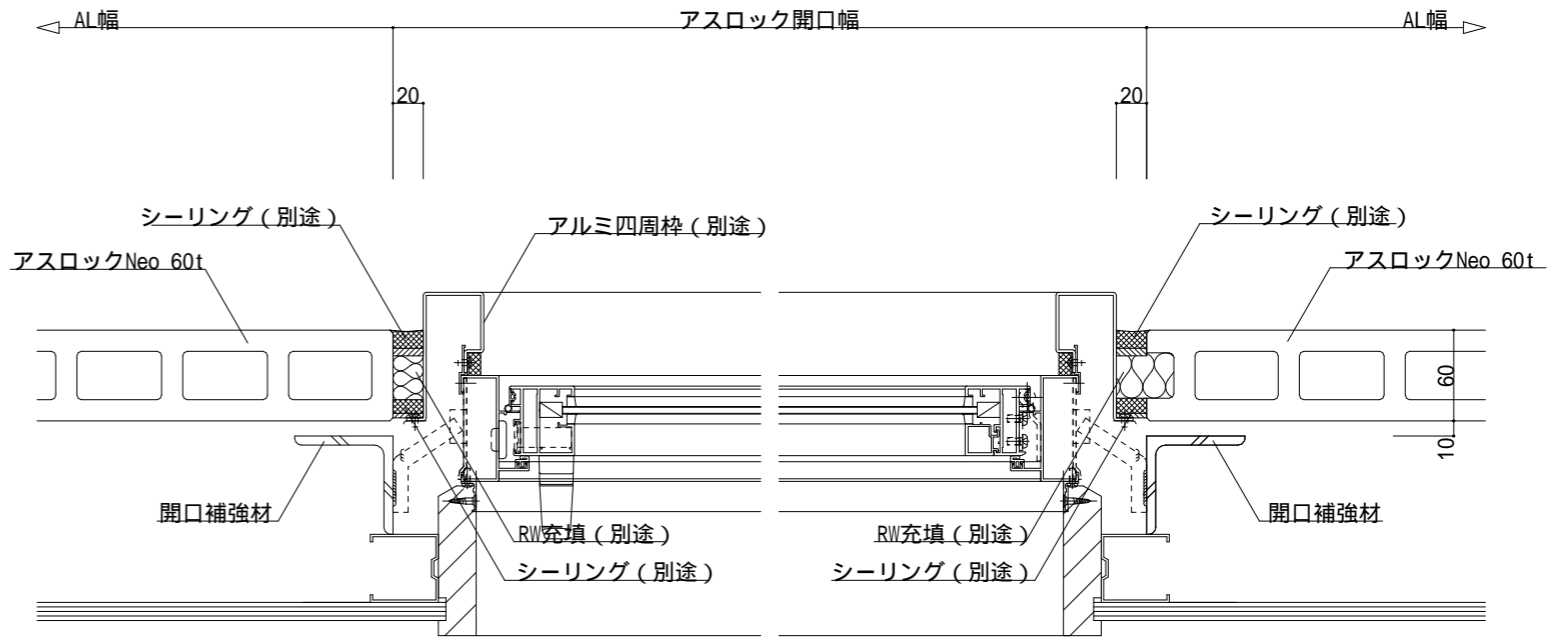 AL幅
アスロック開口幅
AL幅
20
20
シーリング（別途）
アルミ四周枠（別途）
シーリング（別途）
アスロックNeo 60t
アスロックNeo 60t
60
10
開口補強材
開口補強材
RW充填（別途）
RW充填（別途）
シーリング（別途）
シーリング（別途）